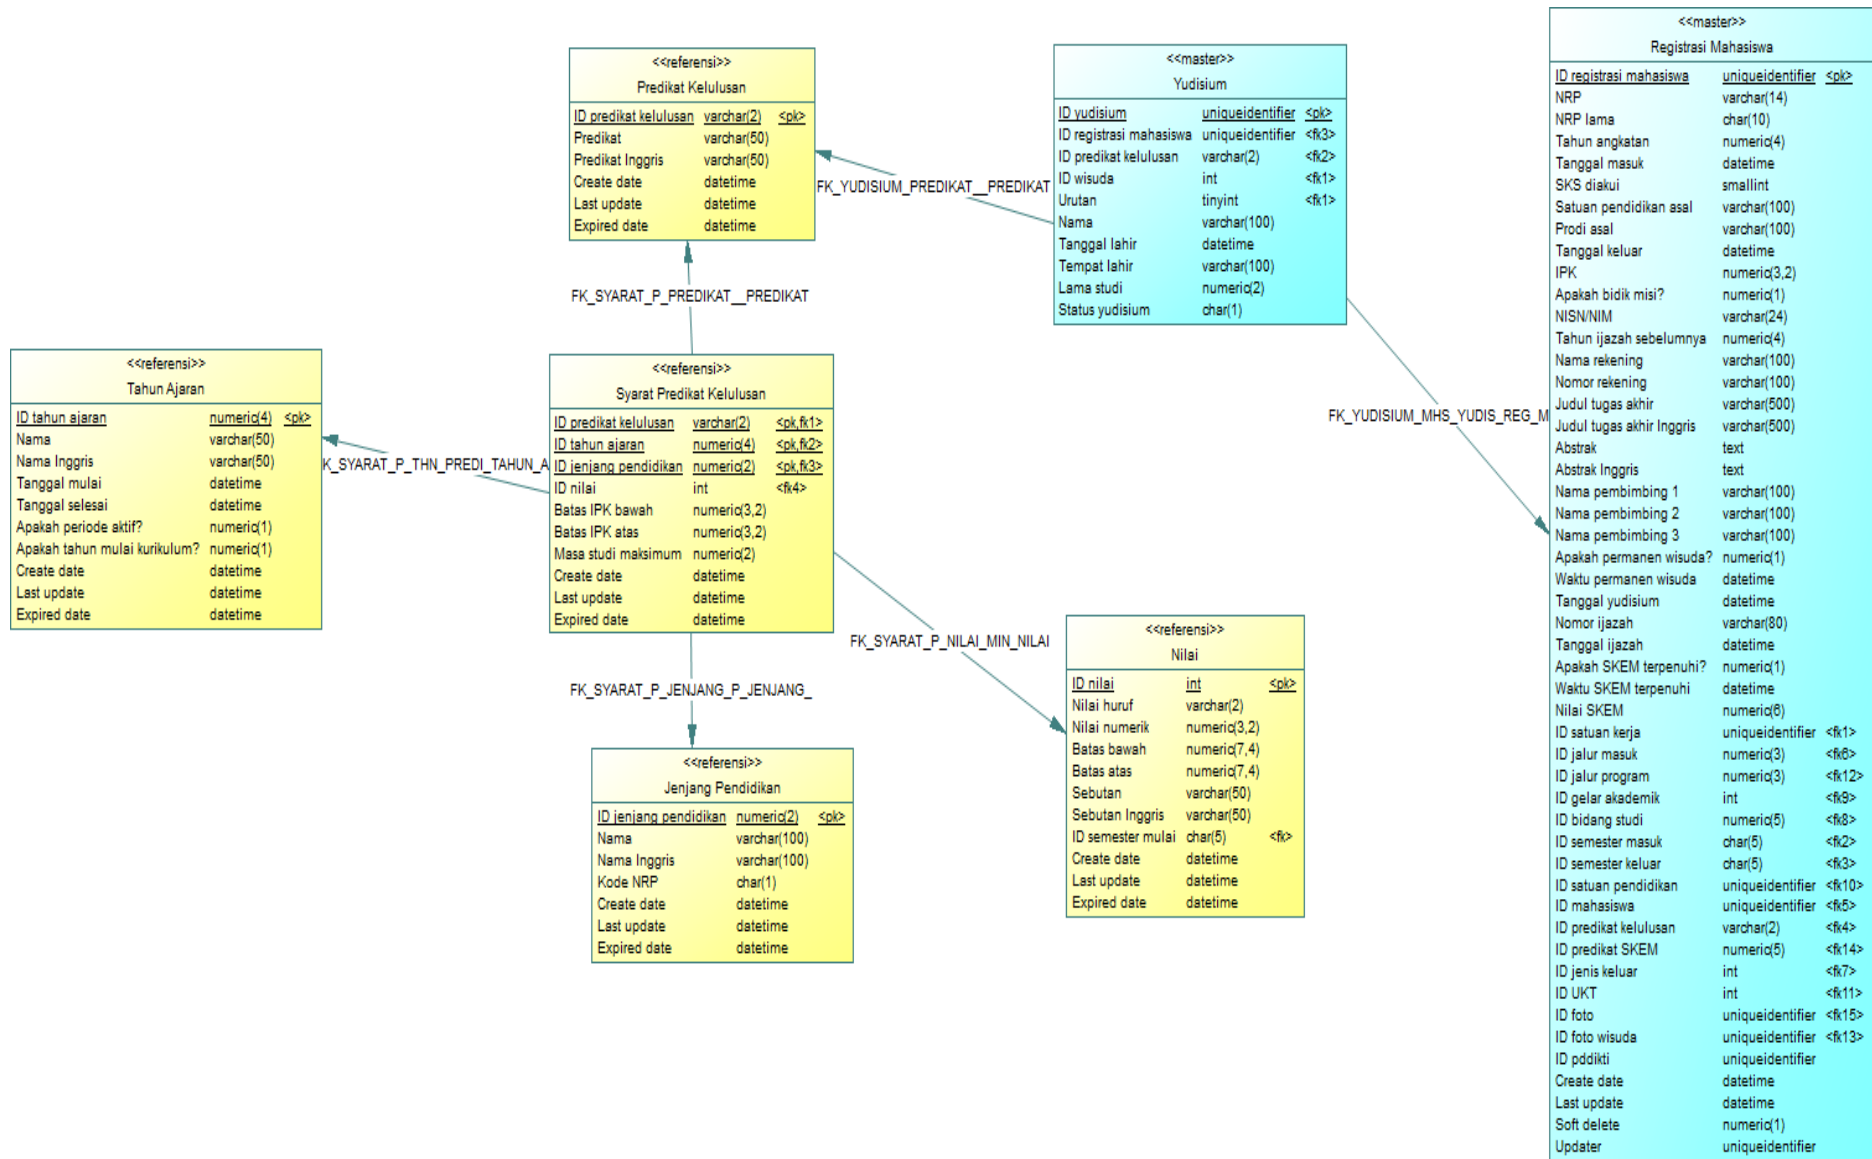 <<referensi>>
Predikat Kelulusan
ID predikat kelulusan varchar(2) <pk>
Predikat varchar(50)
Predikat Inggris varchar(50)
Create date datetime
Last update datetime
Expired date datetime
<<master>>
Yudisium
ID yudisium uniqueidentifier <pk>
ID registrasi mahasiswa uniqueidentifier <fk3>
ID predikat kelulusan varchar(2) <fk2>
ID wisuda int <fk1>
Urutan tinyint <fk1>
Nama varchar(100)
Tanggal lahir datetime
Tempat lahir varchar(100)
Lama studi numeric(2)
Status yudisium char(1)
<<master>>
Registrasi Mahasiswa
ID registrasi mahasiswa uniqueidentifier <pk>
NRP varchar(14)
NRP lama char(10)
Tahun angkatan numeric(4)
Tanggal masuk datetime
SKS diakui smallint
Satuan pendidikan asal varchar(100)
Prodi asal varchar(100)
Tanggal keluar datetime
IPK numeric(3,2)
Apakah bidik misi? numeric(1)
NISN/NIM varchar(24)
Tahun ijazah sebelumnya numeric(4)
Nama rekening varchar(100)
Nomor rekening varchar(100)
Judul tugas akhir varchar(500)
Judul tugas akhir Inggris varchar(500)
Abstrak text
Abstrak Inggris text
Nama pembimbing 1 varchar(100)
Nama pembimbing 2 varchar(100)
Nama pembimbing 3 varchar(100)
Apakah permanen wisuda? numeric(1)
Waktu permanen wisuda datetime
Tanggal yudisium datetime
Nomor ijazah varchar(80)
Tanggal ijazah datetime
Apakah SKEM terpenuhi? numeric(1)
Waktu SKEM terpenuhi datetime
Nilai SKEM numeric(6)
ID satuan kerja uniqueidentifier <fk1>
ID jalur masuk numeric(3) <fk6>
ID jalur program numeric(3) <fk12>
ID gelar akademik int <fk9>
ID bidang studi numeric(5) <fk8>
ID semester masuk char(5) <fk2>
ID semester keluar char(5) <fk3>
ID satuan pendidikan uniqueidentifier <fk10>
ID mahasiswa uniqueidentifier <fk5>
ID predikat kelulusan varchar(2) <fk4>
ID predikat SKEM numeric(5) <fk14>
ID jenis keluar int <fk7>
ID UKT int <fk11>
ID foto uniqueidentifier <fk15>
ID foto wisuda uniqueidentifier <fk13>
ID pddikti uniqueidentifier
Create date datetime
Last update datetime
Soft delete numeric(1)
Updater uniqueidentifier
FK_YUDISIUM_PREDIKAT__PREDIKAT
FK_SYARAT_P_PREDIKAT__PREDIKAT
FK_YUDISIUM_MHS_YUDIS_REG_M
<<referensi>>
Tahun Ajaran
ID tahun ajaran numeric(4) <pk>
Nama varchar(50)
Nama Inggris varchar(50)
Tanggal mulai datetime
Tanggal selesai datetime
Apakah periode aktif? numeric(1)
Apakah tahun mulai kurikulum? numeric(1)
Create date datetime
Last update datetime
Expired date datetime
K_SYARAT_P_THN_PREDI_TAHUN_A
<<referensi>>
Syarat Predikat Kelulusan
ID predikat kelulusan varchar(2) <pk,fk1>
ID tahun ajaran numeric(4) <pk,fk2>
ID jenjang pendidikan numeric(2) <pk,fk3>
ID nilai int <fk4>
Batas IPK bawah numeric(3,2)
Batas IPK atas numeric(3,2)
Masa studi maksimum numeric(2)
Create date datetime
Last update datetime
Expired date datetime
FK_SYARAT_P_NILAI_MIN_NILAI
FK_SYARAT_P_JENJANG_P_JENJANG_
<<referensi>>
Nilai
ID nilai int <pk>
Nilai huruf varchar(2)
Nilai numerik numeric(3,2)
Batas bawah numeric(7,4)
Batas atas numeric(7,4)
Sebutan varchar(50)
Sebutan Inggris varchar(50)
ID semester mulai char(5) <fk>
Create date datetime
Last update datetime
Expired date datetime
<<referensi>>
Jenjang Pendidikan
ID jenjang pendidikan numeric(2) <pk>
Nama varchar(100)
Nama Inggris varchar(100)
Kode NRP char(1)
Create date datetime
Last update datetime
Expired date datetime